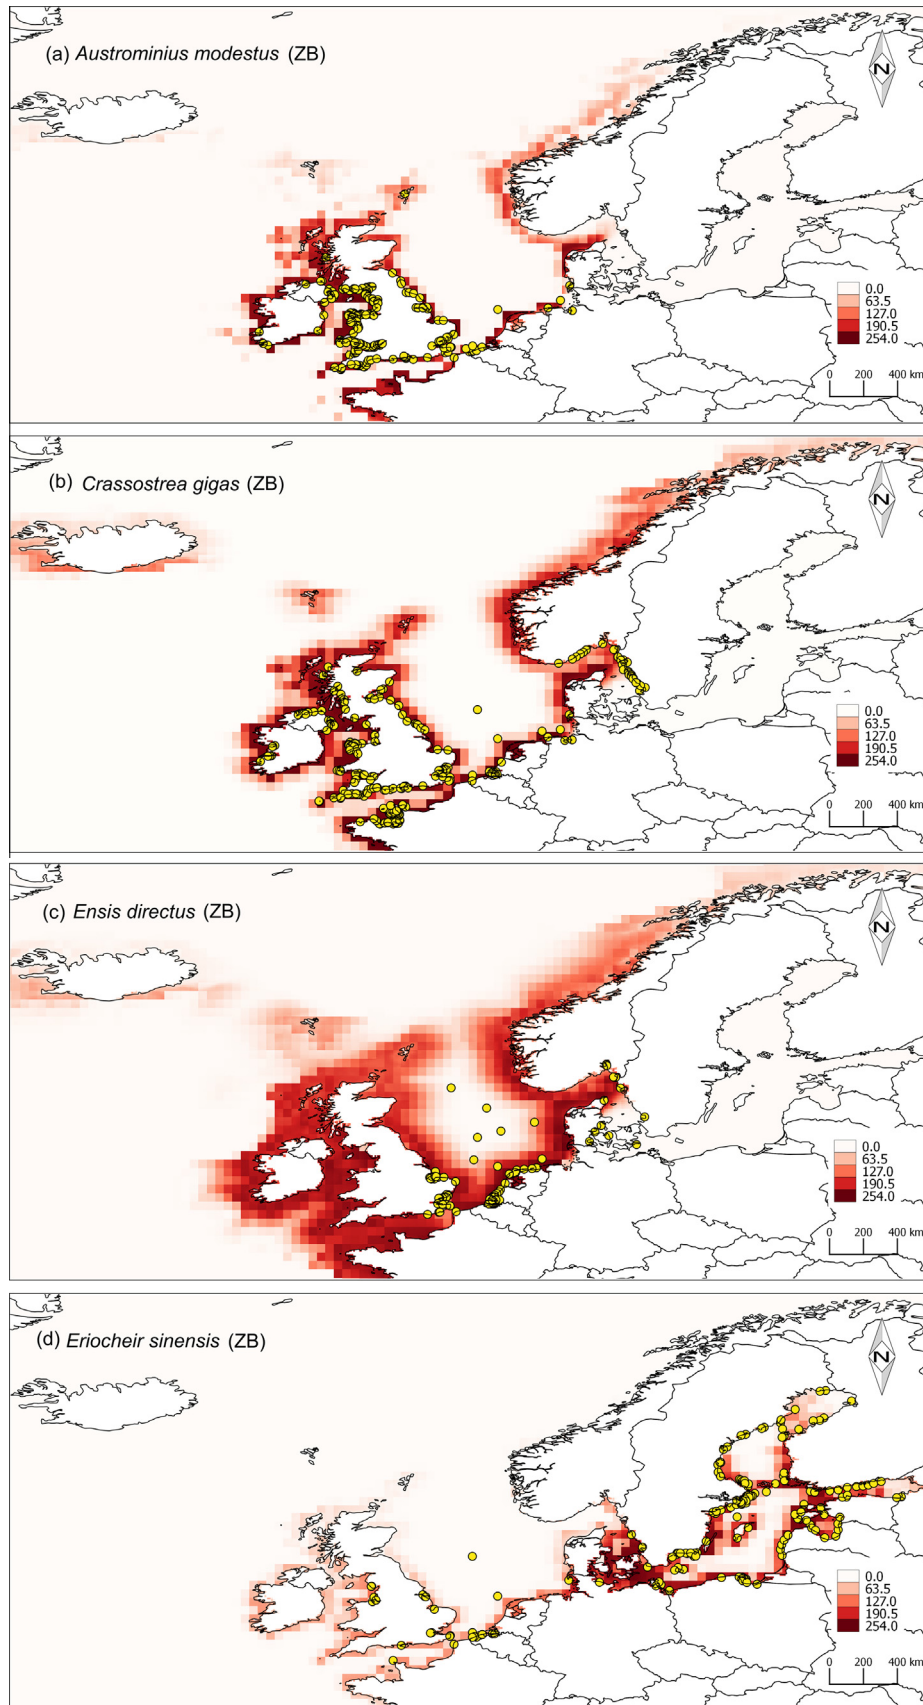 (a) Austrominius modestus (ZB)
N
0.0
63.5
127.0
190.5
254.0
0 200 400 km
(b) Crassostrea gigas (ZB)
N
0.0
63.5
127.0
190.5
254.0
0 200 400 km
(c) Ensis directus (ZB)
N
0.0
63.5
127.0
190.5
254.0
0 200 400 km
(d) Eriocheir sinensis (ZB)
N
0.0
63.5
127.0
190.5
254.0
0 200 400 km